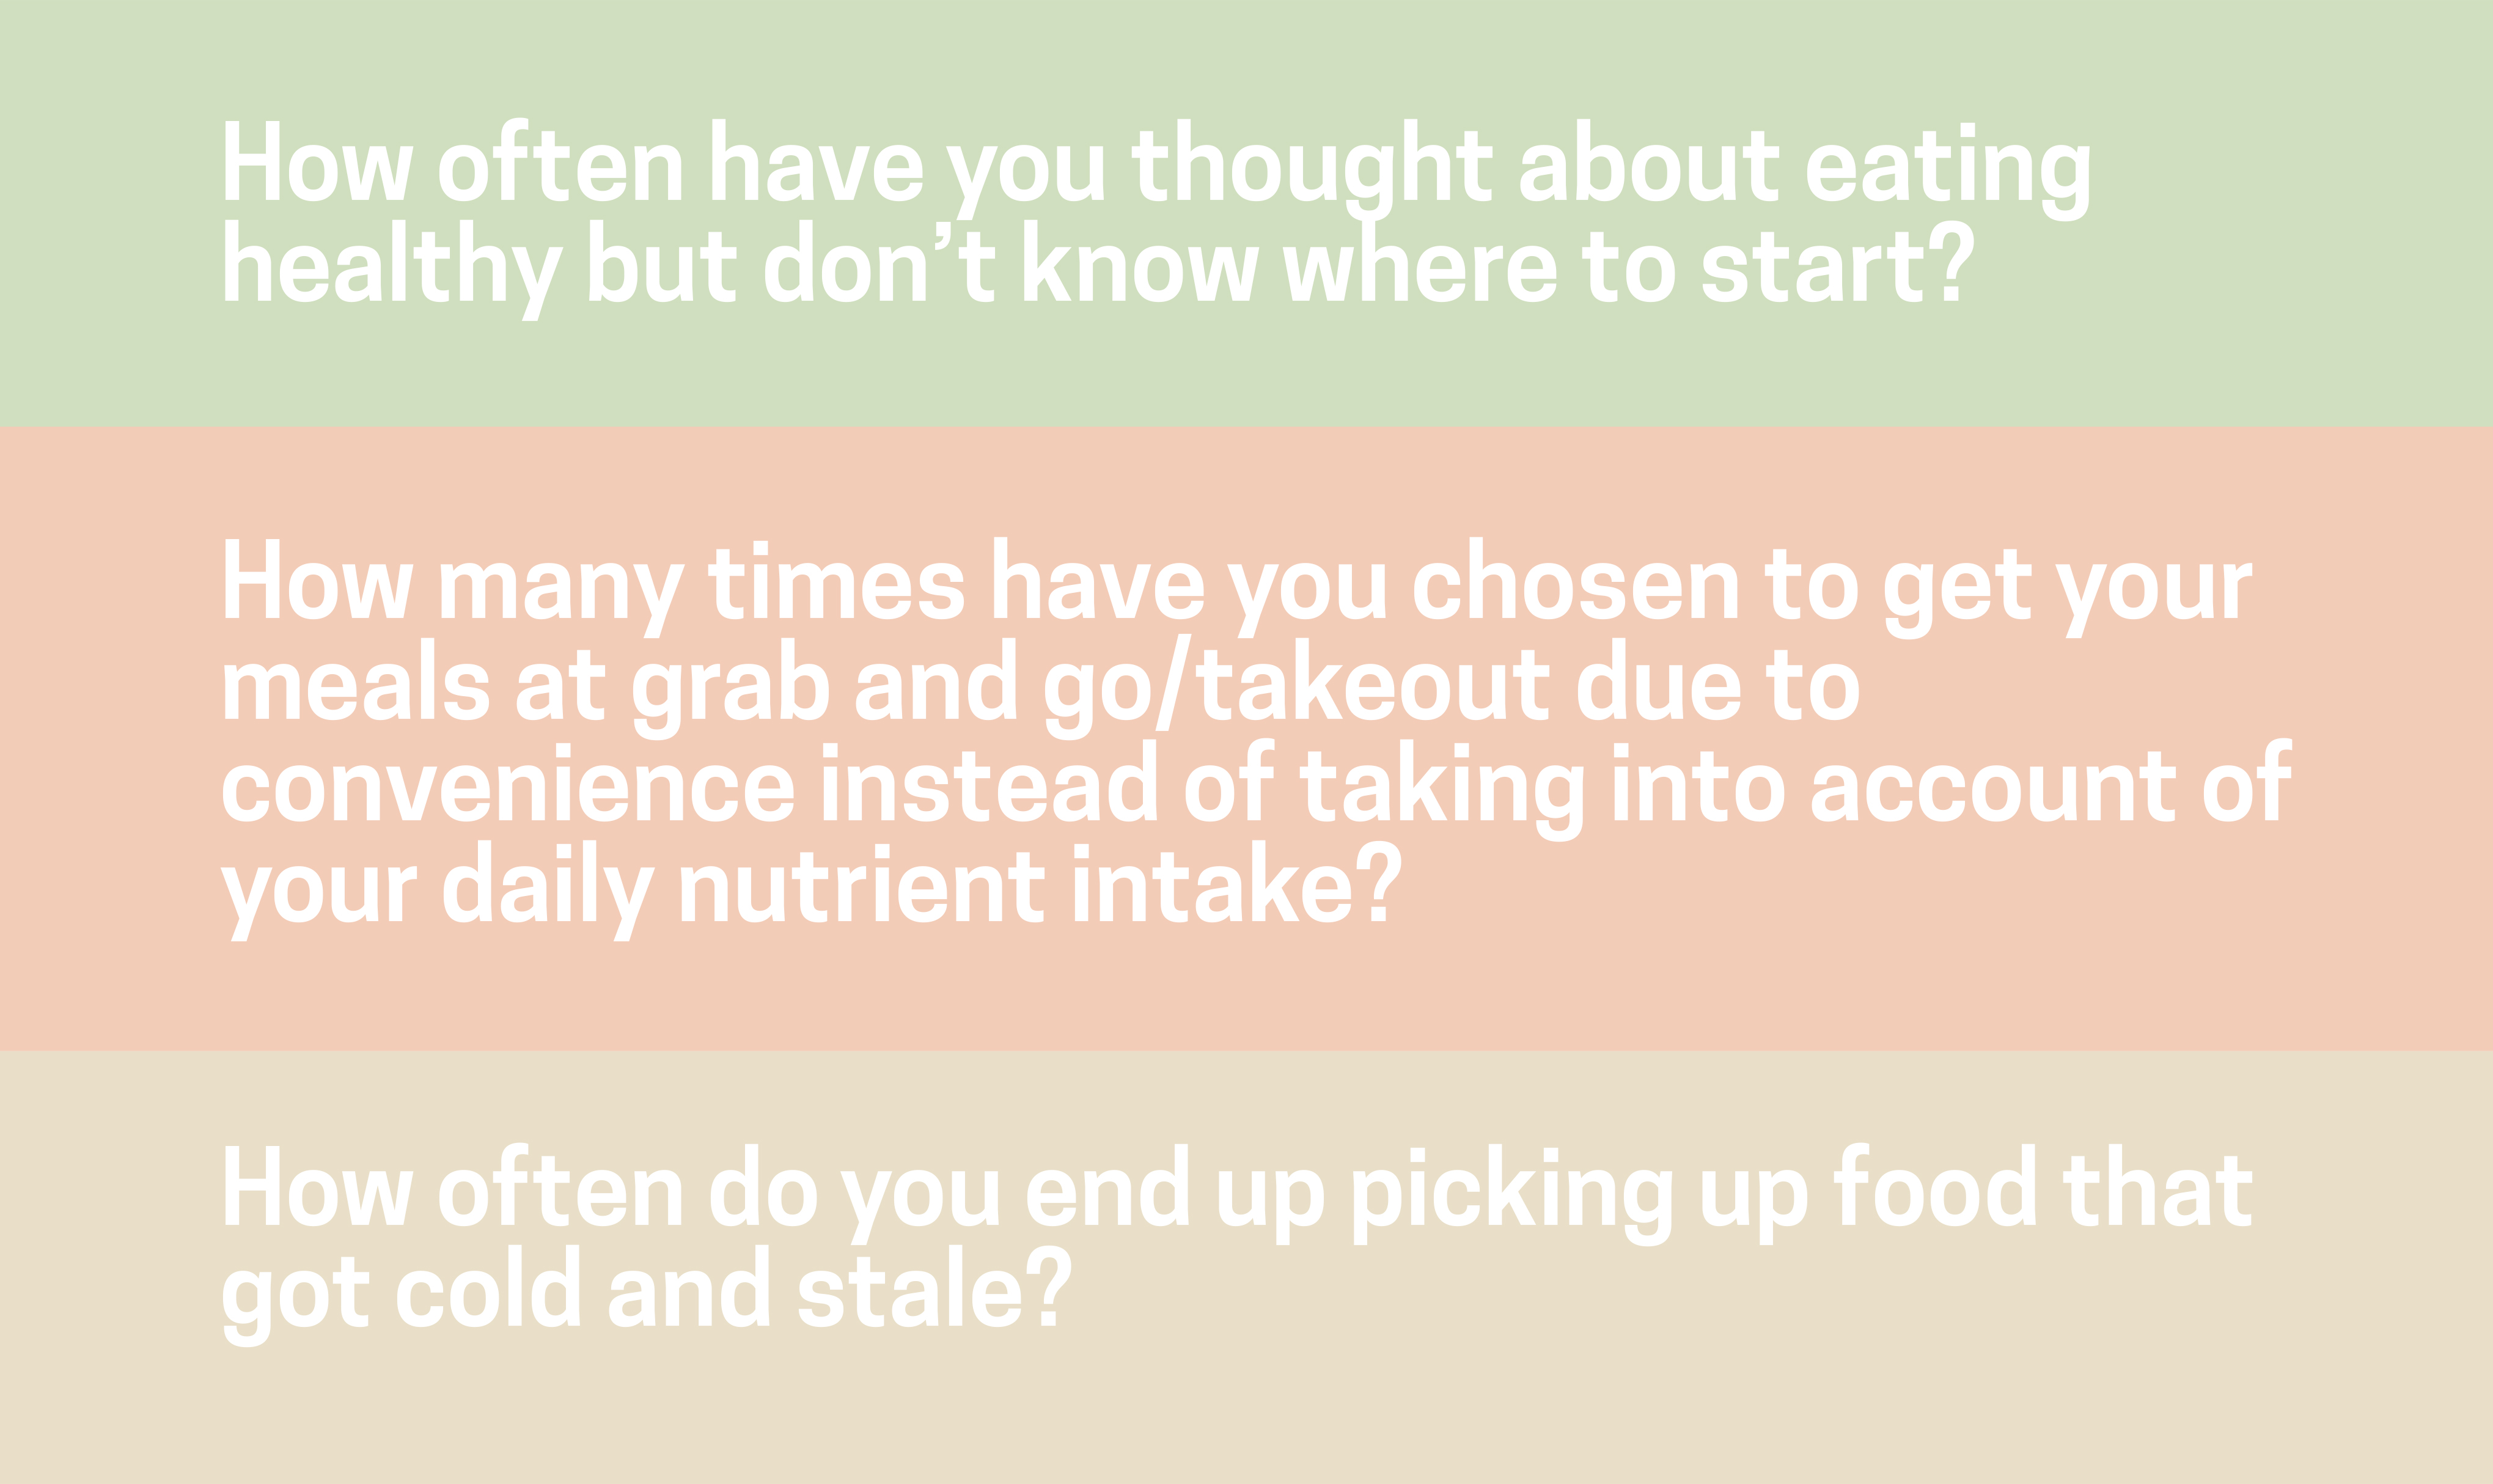 How often have you thought about eating
healthy but don’t know where to start?
How many times have you chosen to get your
meals at grab and go/takeout due to
convenience instead of taking into account of
your daily nutrient intake?
How often do you end up picking up food that
got cold and stale?